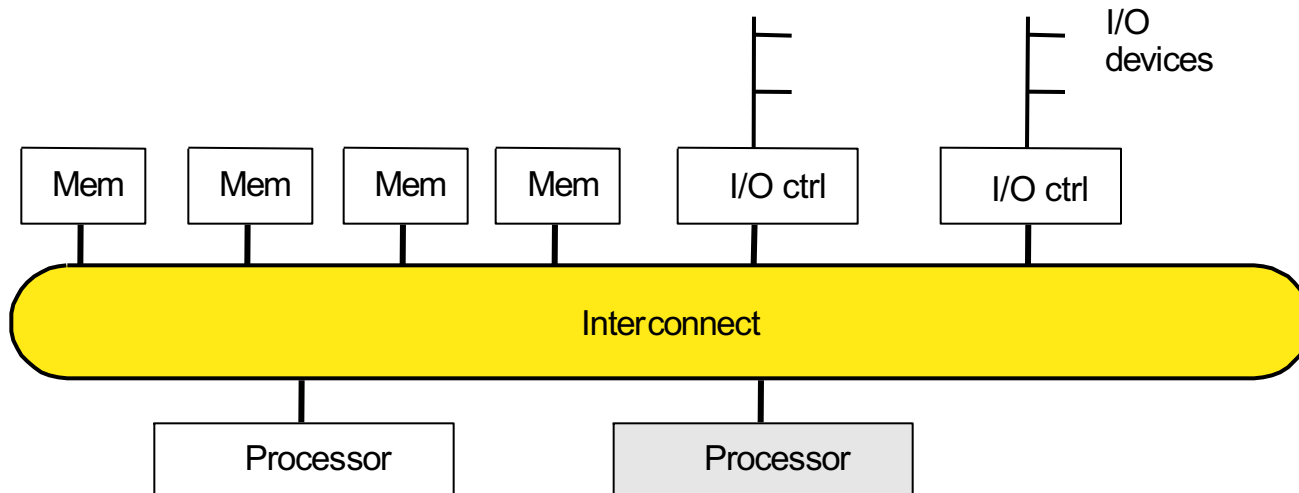 I/O
devices
Mem
Mem
Mem
Mem
I/O ctrl
I/O ctrl
Interconnect
Processor
Processor